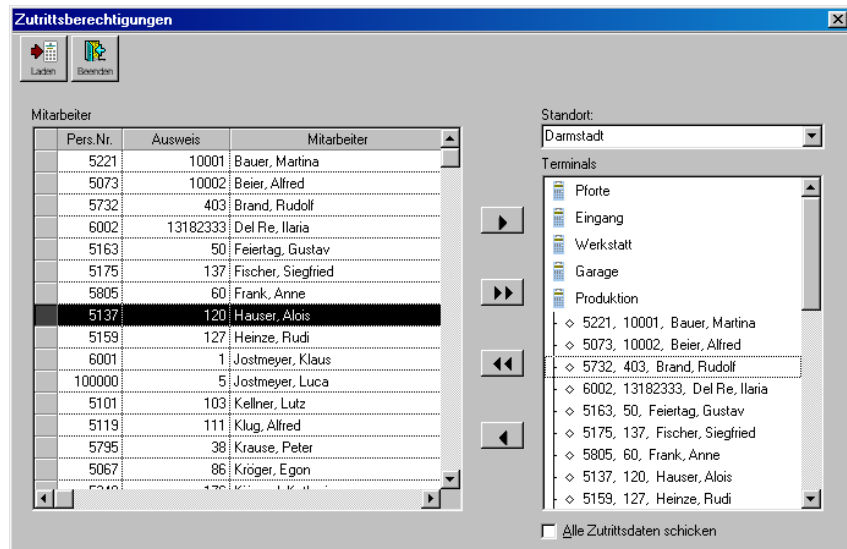 Zutrittsberechtigungen
Laden Beenden
Mitarbeiter
Pers.Nr. Ausweis Mitarbeiter
5221 10001 Bauer, Martina
5073 10002 Beier, Alfred
5732 403 Brand, Rudolf
6002 13182333 Del Re, Ilaria
5163 50 Feiertag, Gustav
5175 137 Fischer, Siegfried
5805 60 Frank, Anne
5137 120 Hauser, Alois
5159 127 Heinze, Rudi
6001 1 Jostmeyer, Klaus
100000 5 Jostmeyer, Luca
5101 103 Kellner, Lutz
5119 111 Klug, Alfred
5795 38 Krause, Peter
5067 86 Kröger, Egon
Standort:
Darmstadt
Terminals
Pforte
Eingang
Werkstatt
Garage
Produktion
5221, 10001, Bauer, Martina
5073, 10002, Beier, Alfred
5732, 403, Brand, Rudolf
6002, 13182333, Del Re, Ilaria
5163, 50, Feiertag, Gustav
5175, 137, Fischer, Siegfried
5805, 60, Frank, Anne
5137, 120, Hauser, Alois
5159, 127, Heinze, Rudi
Alle Zutrittsdaten schicken